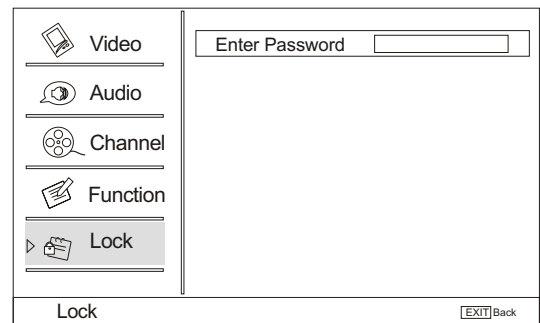 Video
Audio
Channel
Function
Lock
Enter Password
Lock
EXIT Back